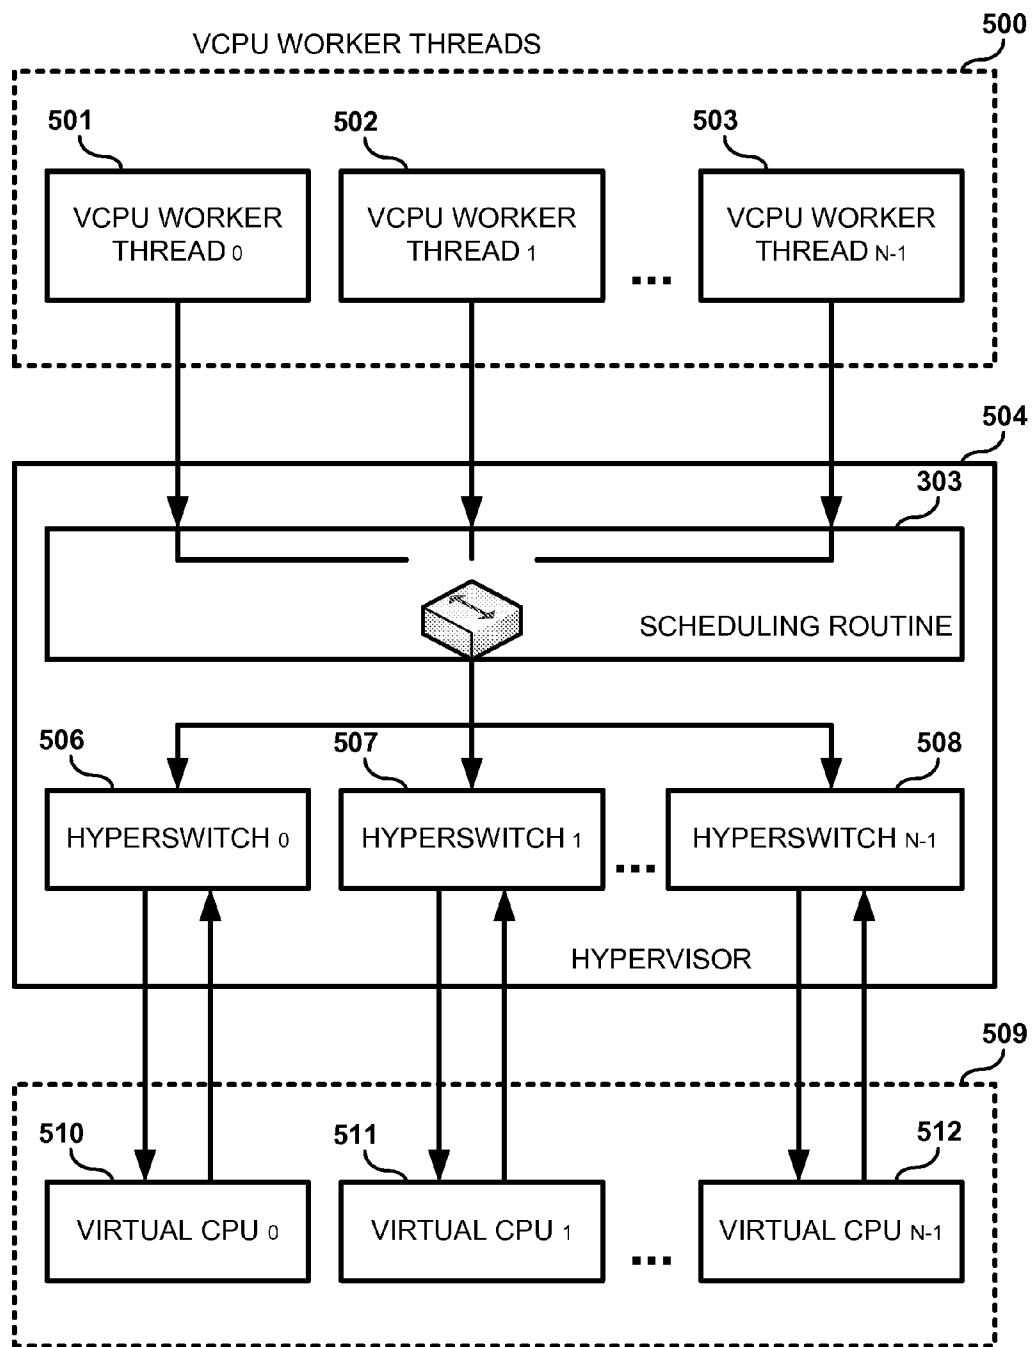 VCPU WORKER THREADS
500
501
502
503
VCPU WORKER
THREAD 0
VCPU WORKER
THREAD 1
...
VCPU WORKER
THREAD N-1
504
303
SCHEDULING ROUTINE
506
507
508
HYPERSWITCH 0
HYPERSWITCH 1
...
HYPERSWITCH N-1
HYPERVISOR
509
510
511
512
VIRTUAL CPU 0
VIRTUAL CPU 1
...
VIRTUAL CPU N-1